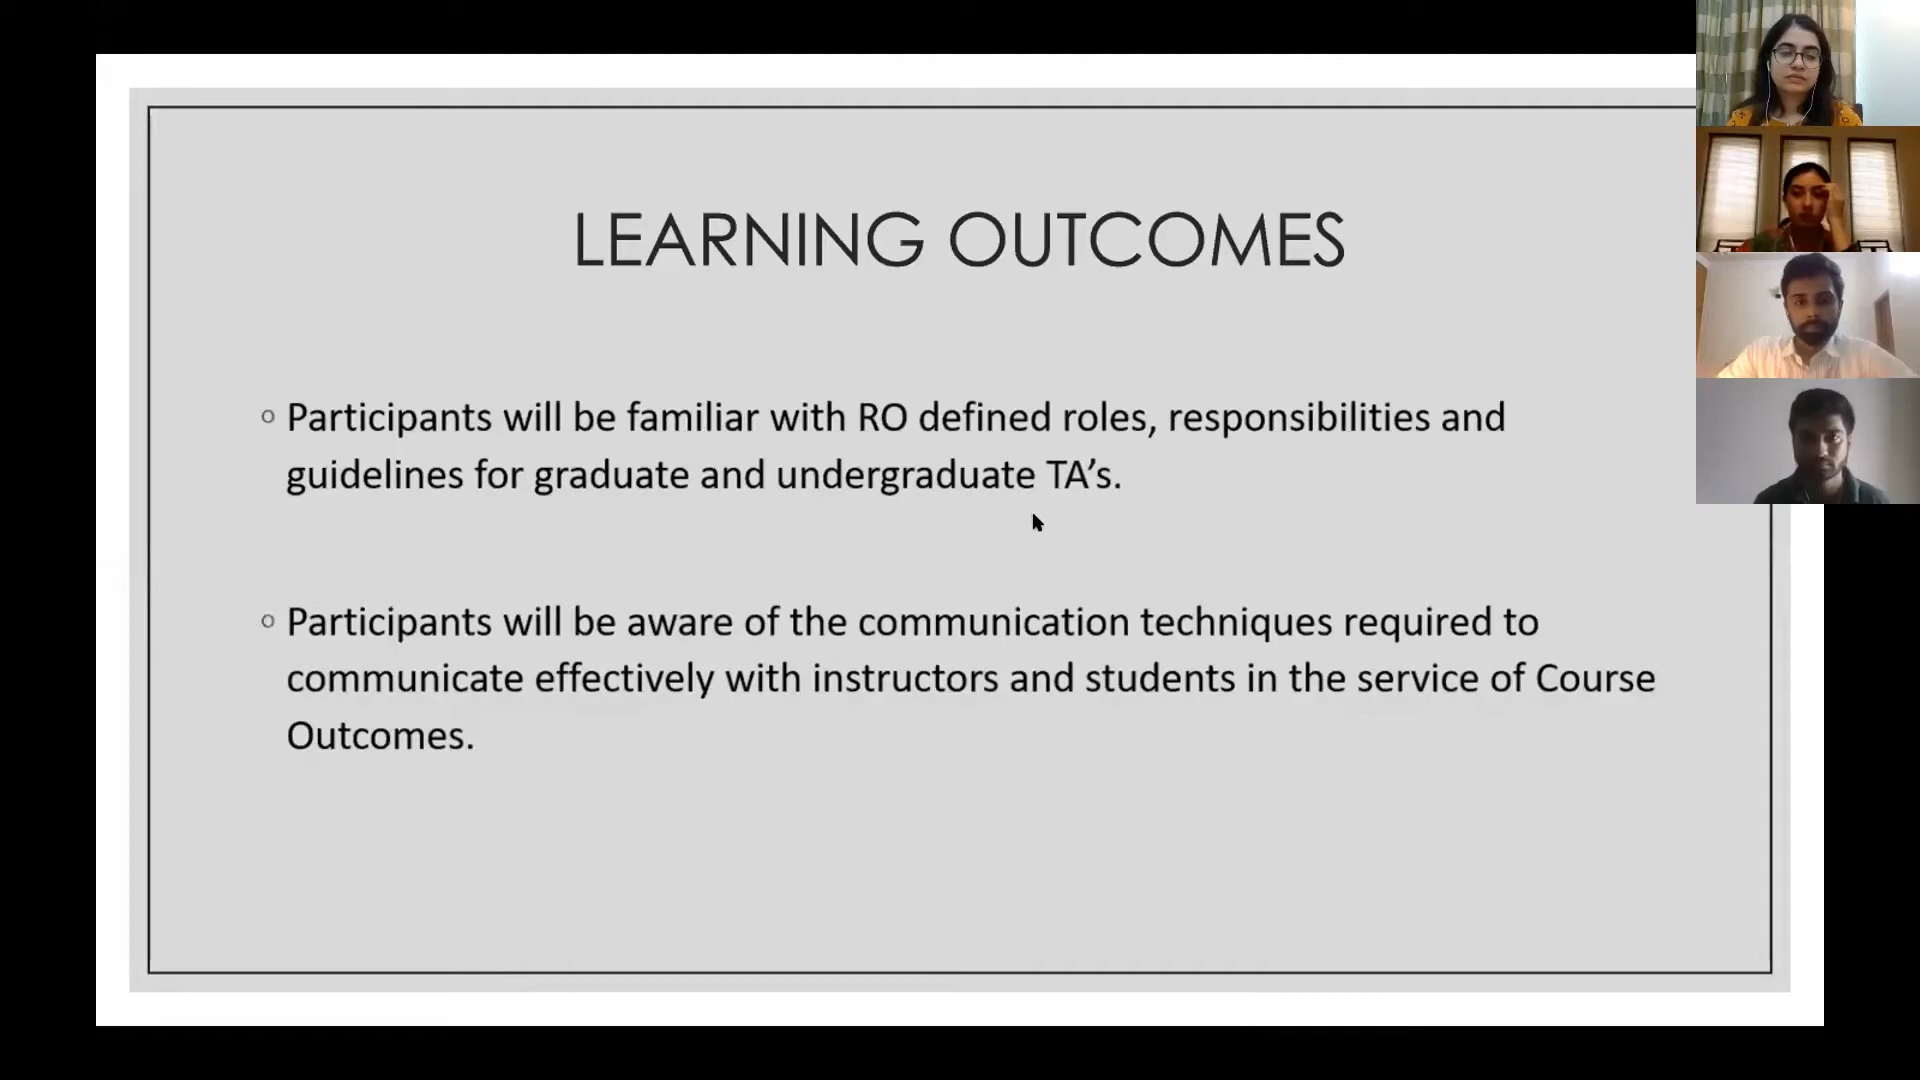 LEARNING OUTCOMES
◦ Participants will be familiar with RO defined roles, responsibilities and
guidelines for graduate and undergraduate TA’s.
◦ Participants will be aware of the communication techniques required to
communicate effectively with instructors and students in the service of Course
Outcomes.